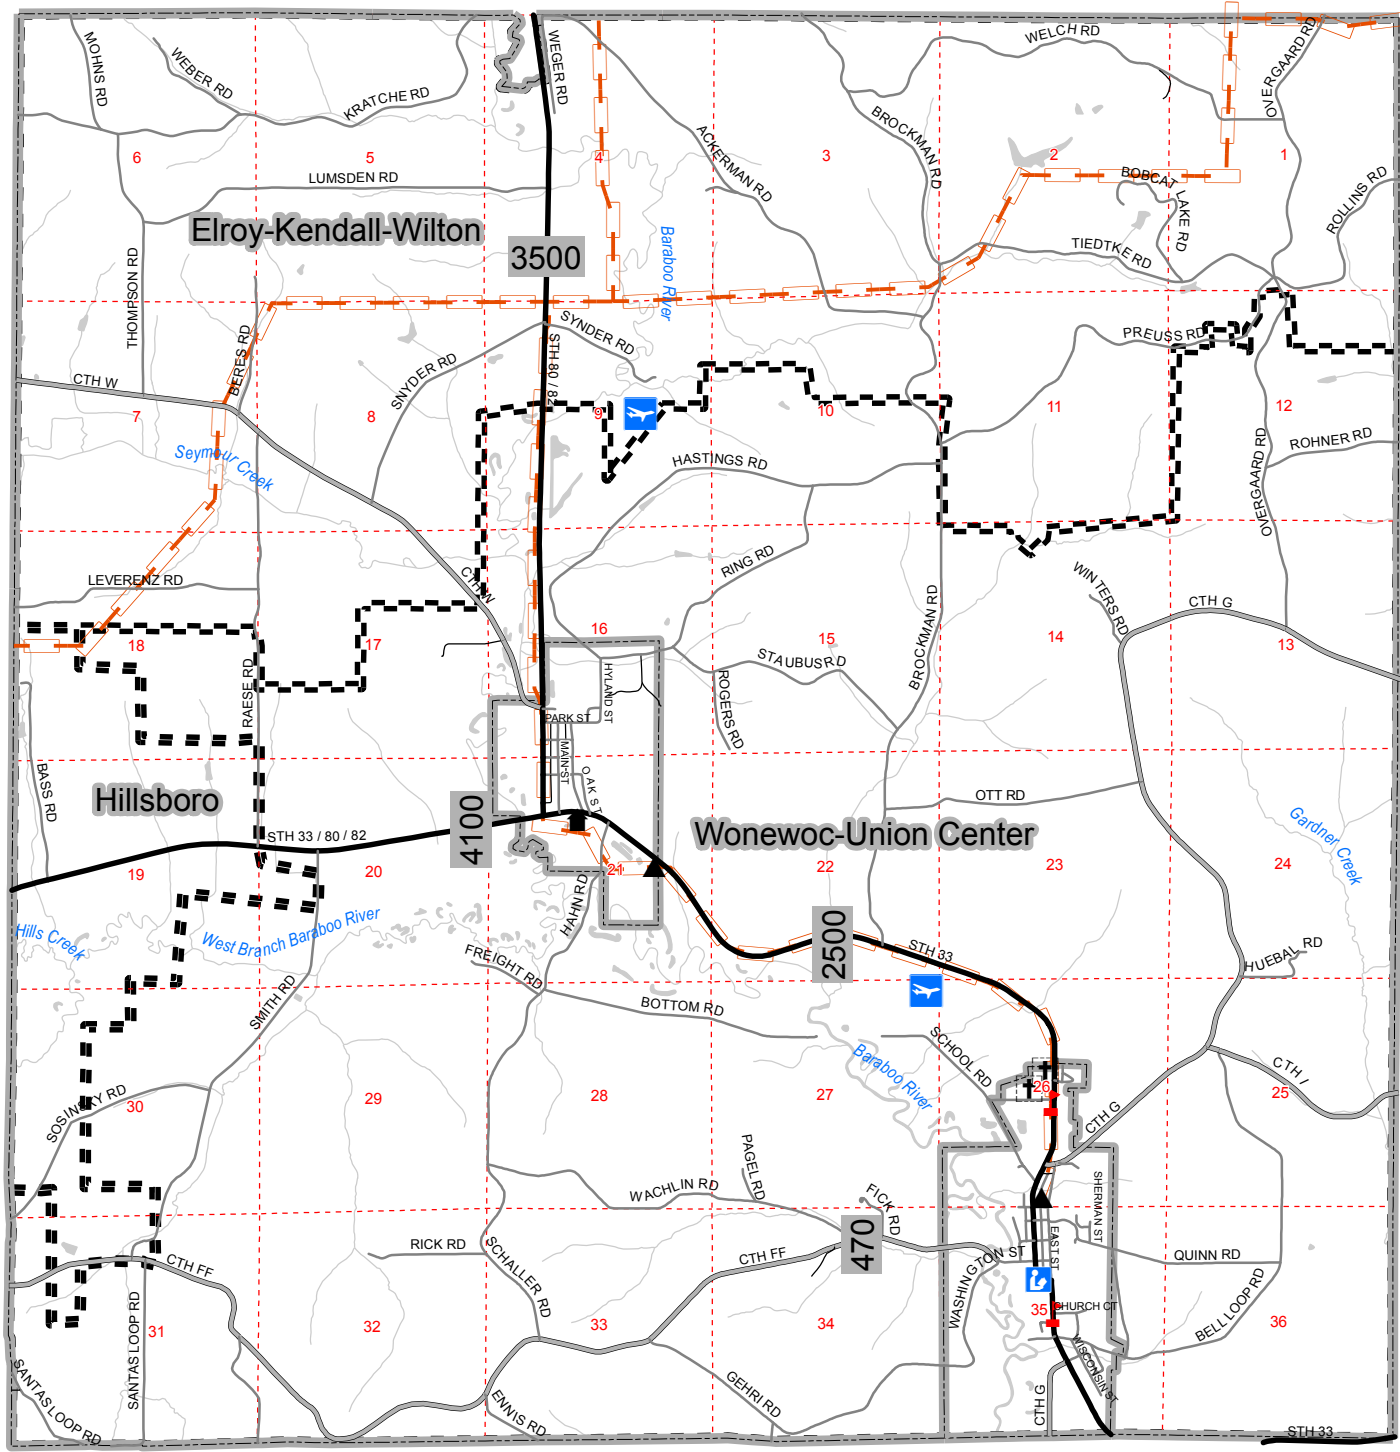 MOHNS RD
WEBER RD
KRATCHE RD
WEGER RD
WELCH RD
OVERGAARD RD
ACKERMAN RD
BROCKMAN RD
6
5
4
3
2
1
LUMSDEN RD
BOBCAT LAKE RD
ROLLINS RD
Elroy-Kendall-Wilton
3500
Baraboo River
TIEDTKE RD
THOMPSON RD
BERES RD
SYNDER RD
STH 80 / 82
SNYDER RD
PREUSS RD
CTH W
7
8
9
10
11
12
Seymour Creek
HASTINGS RD
OVERGAARD RD
ROHNER RD
LEVERENZ RD
CTH W
RING RD
BROCKMAN RD
WINTERS RD
CTH G
18
17
16
15
14
13
RAESE RD
HYLAND ST
STAUBUS RD
ROGERS RD
PARK ST
MAIN ST
OAK ST
BASS RD
Hillsboro
4100
STH 33 / 80 / 82
Wonewoc-Union Center
OTT RD
Gardner Creek
19
20
21
22
23
24
Hills Creek
West Branch Baraboo River
HAHN RD
FREIGHT RD
2500
STH 33
HUEBAL RD
SMITH RD
BOTTOM RD
SCHOOL RD
Baraboo River
CTH I
SOSINSKY RD
30
29
28
27
26
25
CTH G
PAGEL RD
WACHLIN RD
FICK RD
SHERMAN ST
RICK RD
SCHALLER RD
CTH FF
CTH FF
470
WASHINGTON ST
EAST ST
QUINN RD
BELL LOOP RD
SANTAS LOOP RD
31
32
33
34
35
36
CHURCH CT
WISCONSIN ST
SANTAS LOOP RD
ENNIS RD
GEHRI RD
CTH G
STH 33